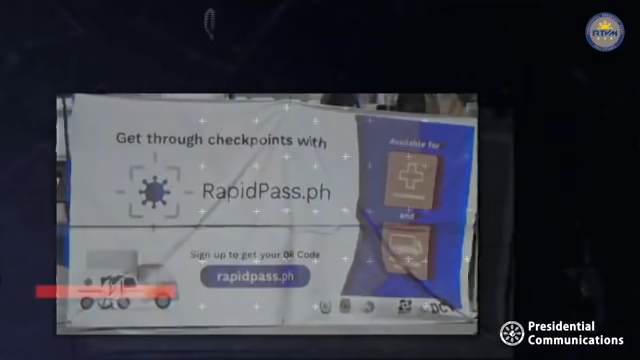 RTVM
Get through checkpoints with
RapidPass.ph
Available for
and
Sign up to get your QR Code
rapidpass.ph
Presidential
Communications